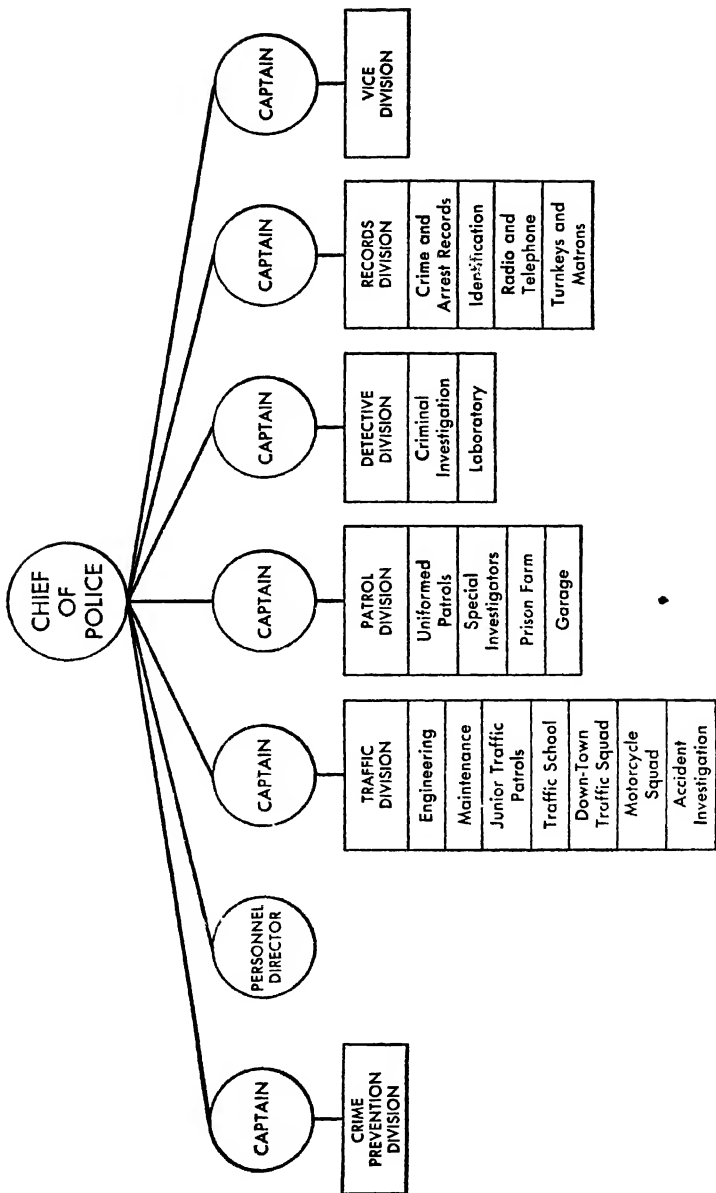 CHIEF
OF
POLICE
CAPTAIN
CRIME
PREVENTION
DIVISION
PERSONNEL
DIRECTOR
CAPTAIN
TRAFFIC
DIVISION
Engineering
Maintenance
Junior Traffic
Patrols
Traffic School
Down-Town
Traffic Squad
Motorcycle
Squad
Accident
Investigation
CAPTAIN
PATROL
DIVISION
Uniformed
Patrols
Special
Investigators
Prison Farm
Garage
CAPTAIN
DETECTIVE
DIVISION
Criminal
Investigation
Laboratory
CAPTAIN
RECORDS
DIVISION
Crime and
Arrest Records
Identification
Radio and
Telephone
Turnkeys and
Matrons
CAPTAIN
VICE
DIVISION